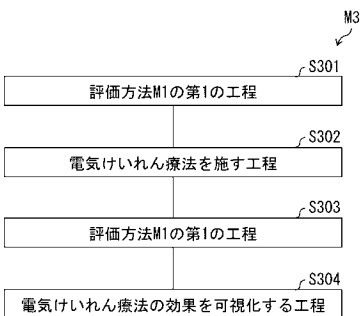 M3
S301
評価方法M1の第1の工程
S302
電気けいれん療法を施す工程
S303
評価方法M1の第1の工程
S304
電気けいれん療法の効果を可視化する工程